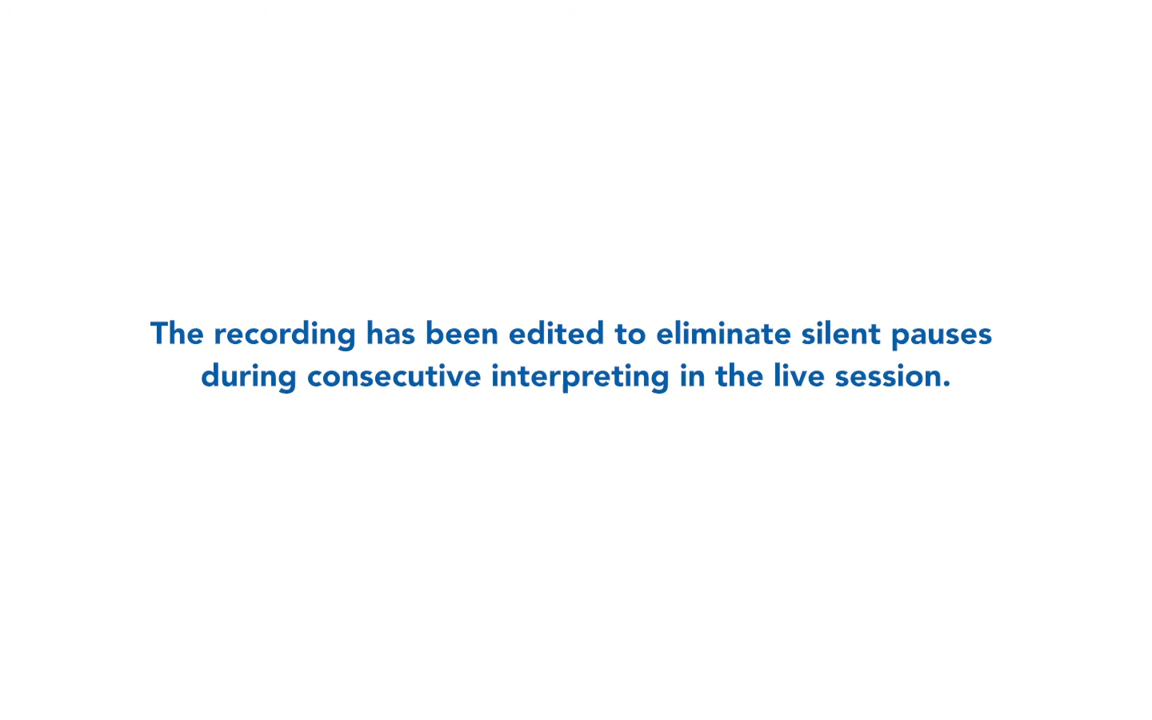 The recording has been edited to eliminate silent pauses
during consecutive interpreting in the live session.